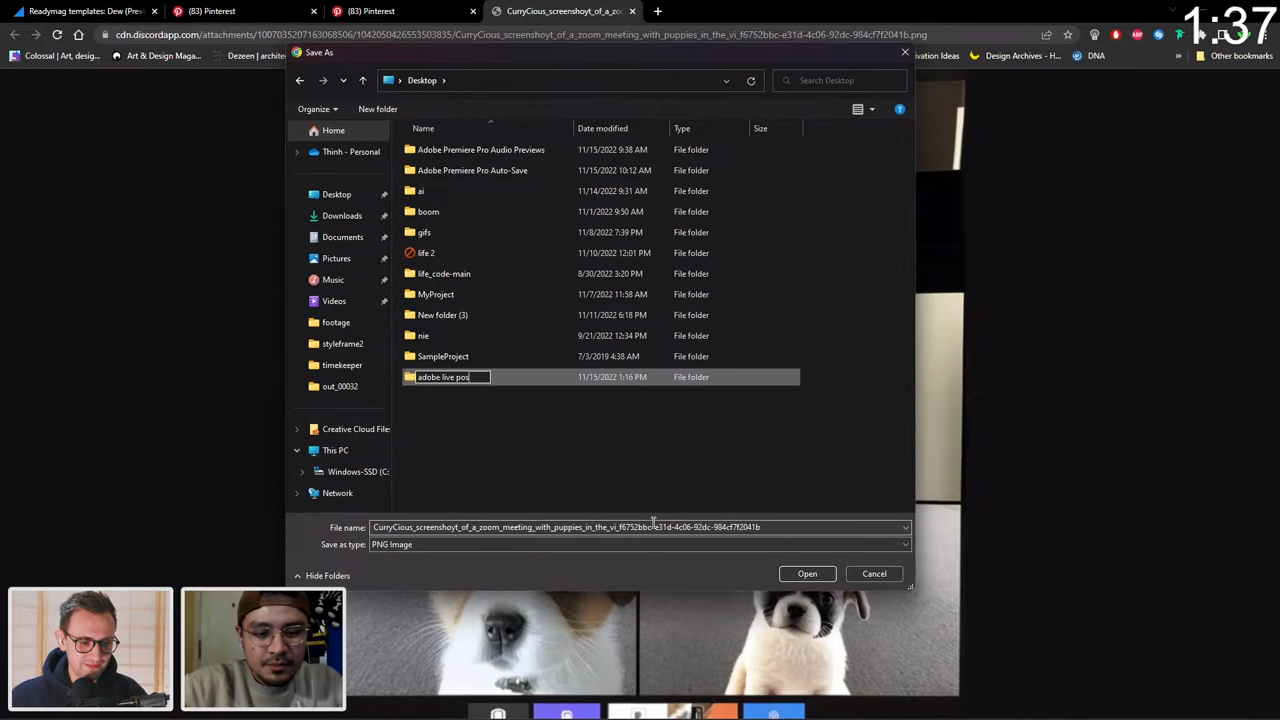 Readymag templates: Dew (Prev
(83) Pinterest
(83) Pinterest
CurryCious_screenshoyt_of_a_zo
1:37
cdn.discordapp.com/attachments/1007035207163068506/1042050426553503835/CurryCious_screenshoyt_of_a_zoom_meeting_with_puppies_in_the_vi_f6752bbc-e31d-4c06-92dc-984cf7f2041b.png
Colossal | Art, desig...
Art & Design Maga...
Dezeen | archite
ivation Ideas
Design Geners...
DNA
Other bookmarks
Save As
Desktop
Search Desktop
Organize
New folder
Name
Date modified
Type
Size
Home
Thinh - Personal
Desktop
Downloads
Documents
Pictures
Music
Videos
footage
styleframe2
timekeeper
out_00032
Creative Cloud Files
This PC
Windows-SSD (C:
Network
Adobe Premiere Pro Audio Previews 11/15/2022 9:38 AM File folder
Adobe Premiere Pro Auto-Save 11/15/2022 10:12 AM File folder
ai 11/14/2022 9:31 AM File folder
boom 11/1/2022 9:50 AM File folder
gifs 11/8/2022 7:39 PM File folder
life 2 11/10/2022 12:01 PM File folder
life_code-main 8/30/2022 3:20 PM File folder
MyProject 11/7/2022 11:58 AM File folder
New folder (3) 11/11/2022 6:18 PM File folder
nie 9/21/2022 12:34 PM File folder
SampleProject 7/3/2019 4:38 AM File folder
adobe live pos 11/15/2022 1:16 PM File folder
File name: CurryCious_screenshoyt_of_a_zoom_meeting_with_puppies_in_the_vi_f6752bbc-e31d-4c06-92dc-984cf7f2041b
Save as type: PNG Image
Hide Folders
Open
Cancel